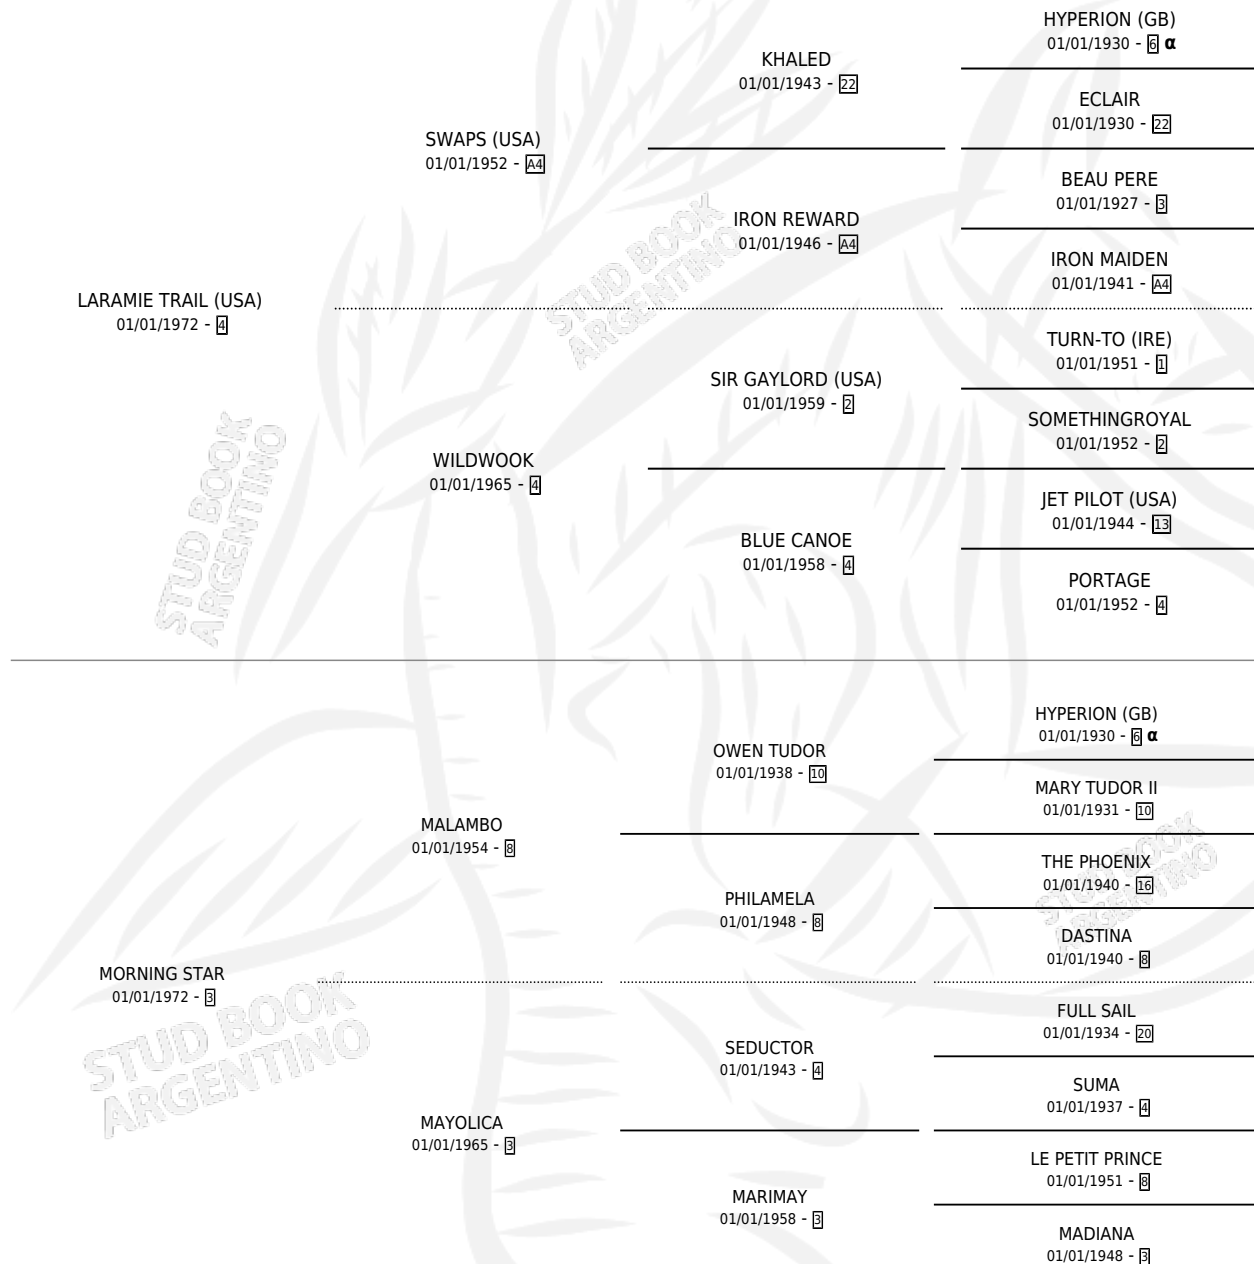 HYPERION (GB)
01/01/1930 - 6 α
KHALED
01/01/1943 - 22
ECLAIR
01/01/1930 - 22
SWAPS (USA)
01/01/1952 - A4
BEAU PERE
01/01/1927 - 3
IRON REWARD
01/01/1946 - A4
IRON MAIDEN
01/01/1941 - A4
LARAMIE TRAIL (USA)
01/01/1972 - 4
TURN-TO (IRE)
01/01/1951 - 1
SIR GAYLORD (USA)
01/01/1959 - 2
SOMETHINGROYAL
01/01/1952 - 2
WILDWOOK
01/01/1965 - 4
JET PILOT (USA)
01/01/1944 - 13
BLUE CANOE
01/01/1958 - 4
PORTAGE
01/01/1952 - 4
HYPERION (GB)
01/01/1930 - 6 α
OWEN TUDOR
01/01/1938 - 10
MARY TUDOR II
01/01/1931 - 10
MALAMBO
01/01/1954 - 8
THE PHOENIX
01/01/1940 - 16
PHILAMELA
01/01/1948 - 8
DASTINA
01/01/1940 - 8
MORNING STAR
01/01/1972 - 3
FULL SAIL
01/01/1934 - 20
SEDUCTOR
01/01/1943 - 4
SUMA
01/01/1937 - 4
MAYOLICA
01/01/1965 - 3
LE PETIT PRINCE
01/01/1951 - 8
MARIMAY
01/01/1958 - 3
MADIANA
01/01/1948 - 3
STUD BOOK
ARGENTINO
STUD BOOK
ARGENTINO
STUD BOOK
ARGENTINO
STUD BOOK
ARGENTINO